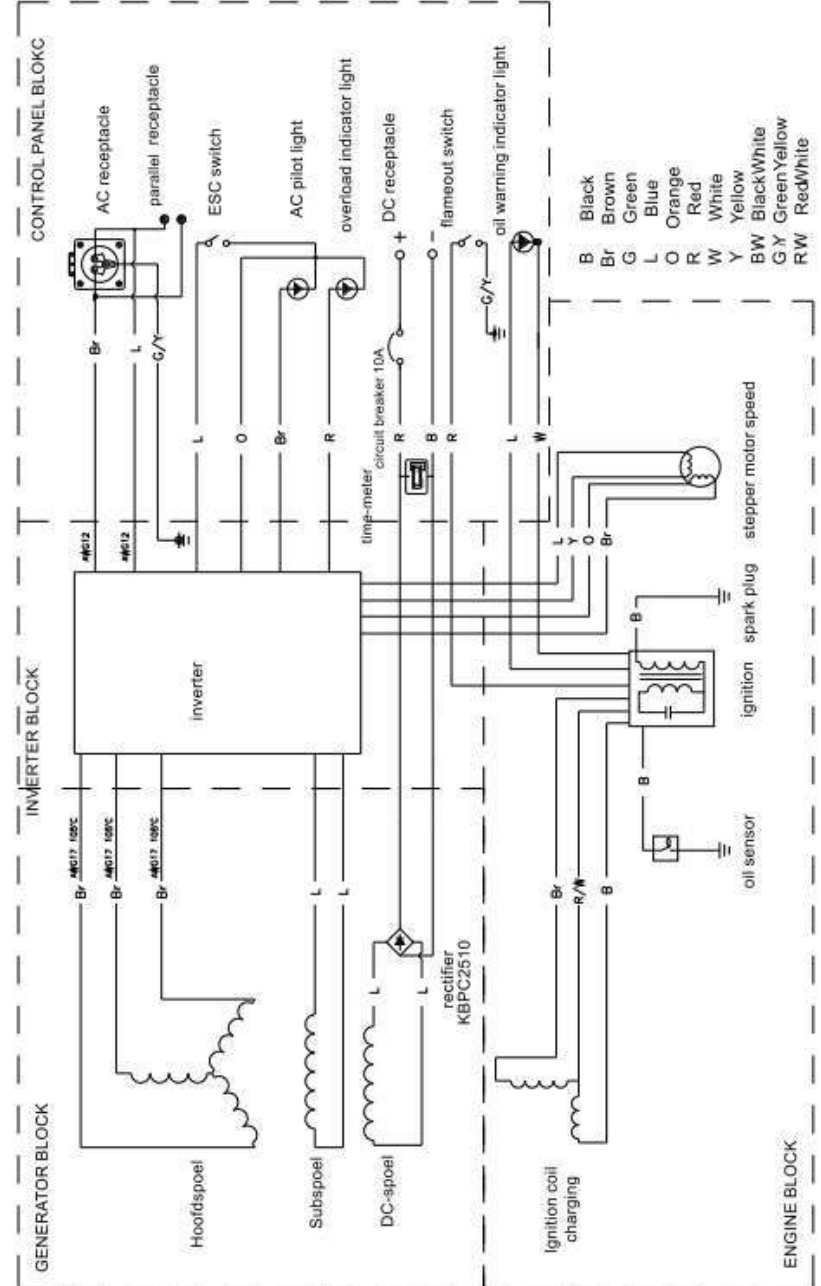 CONTROL PANEL BLOKC
AC receptacle
parallel receptacle
ESC switch
AC pilot light
overload indicator light
DC receptacle
+
−
flameout switch
oil warning indicator light
Br
L
G/Y
L
O
Br
R
circuit breaker 10A
R
B
R
G/Y
L
W
time-meter
B Black
Br Brown
G Green
L Blue
O Orange
R Red
W White
Y Yellow
BW BlackWhite
G.Y GreenYellow
RW RedWhite
INVERTER BLOCK
AWG12
AWG12
inverter
GENERATOR BLOCK
AWG17 105℃
Br
AWG17 105℃
Br
AWG17 105℃
Br
L
L
L
L
Hoofdspoel
Subspoel
DC-spoel
rectifier
KBPC2510
ENGINE BLOCK
L
Y
O
Br
stepper motor speed
B
spark plug
ignition
B
oil sensor
Br
R/W
B
Ignition coil
charging